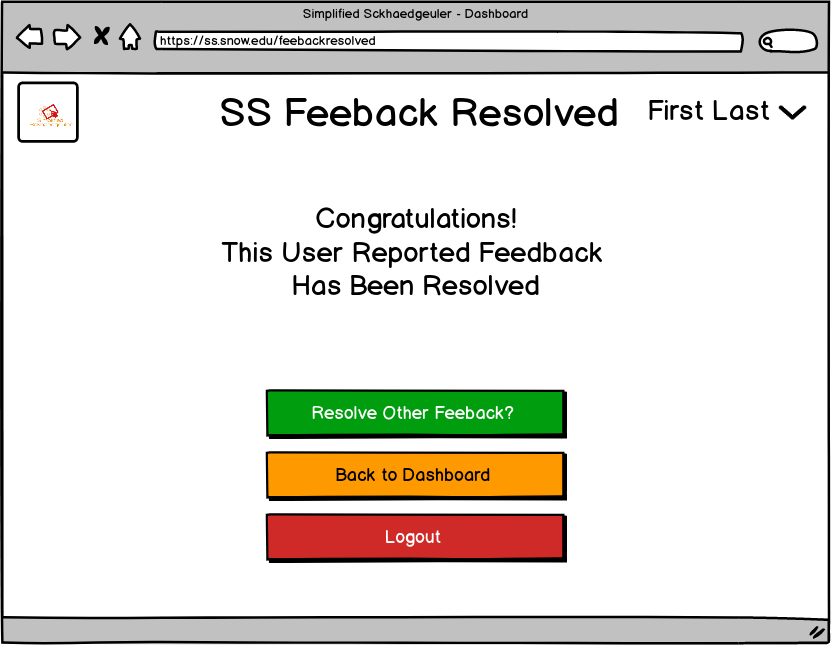 Simplified Sckhaedgeuler - Dashboard
https://ss.snow.edu/feebackresolved
SS Feeback Resolved
First Last
Congratulations!
This User Reported Feedback
Has Been Resolved
Resolve Other Feeback?
Back to Dashboard
Logout